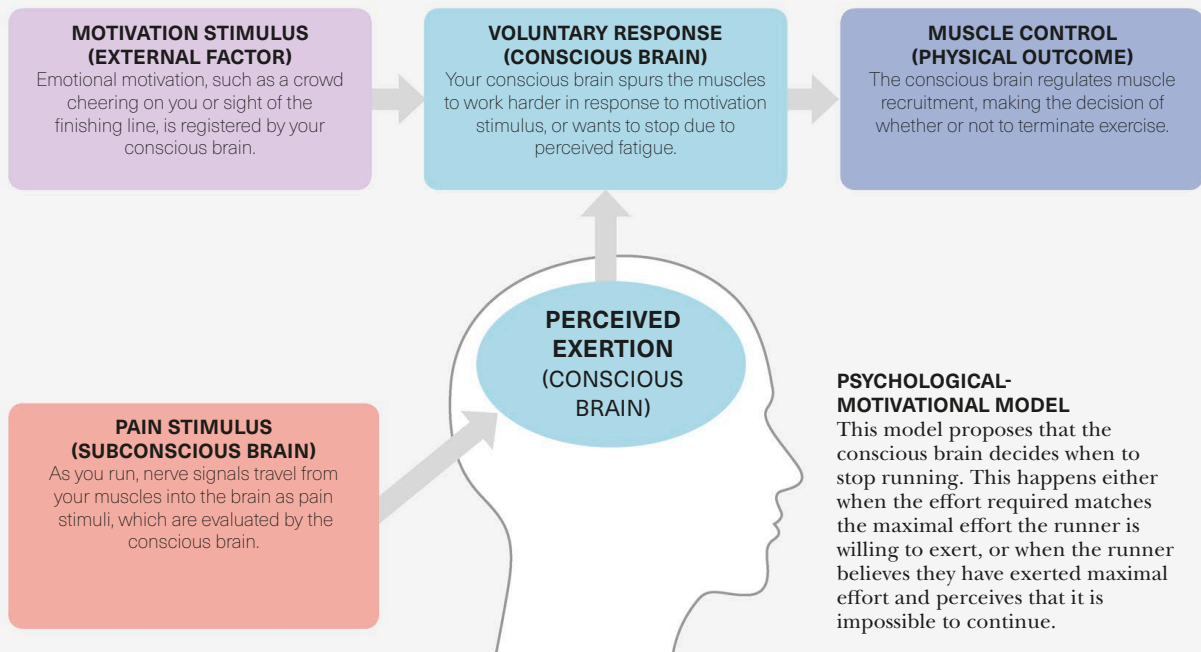 MOTIVATION STIMULUS
(EXTERNAL FACTOR)
Emotional motivation, such as a crowd
cheering on you or sight of the
finishing line, is registered by your
conscious brain.
VOLUNTARY RESPONSE
(CONSCIOUS BRAIN)
Your conscious brain spurs the muscles
to work harder in response to motivation
stimulus, or wants to stop due to
perceived fatigue.
MUSCLE CONTROL
(PHYSICAL OUTCOME)
The conscious brain regulates muscle
recruitment, making the decision of
whether or not to terminate exercise.
PERCEIVED
EXERTION
(CONSCIOUS
BRAIN)
PAIN STIMULUS
(SUBCONSCIOUS BRAIN)
As you run, nerve signals travel from
your muscles into the brain as pain
stimuli, which are evaluated by the
conscious brain.
PSYCHOLOGICAL-
MOTIVATIONAL MODEL
This model proposes that the
conscious brain decides when to
stop running. This happens either
when the effort required matches
the maximal effort the runner is
willing to exert, or when the runner
believes they have exerted maximal
effort and perceives that it is
impossible to continue.